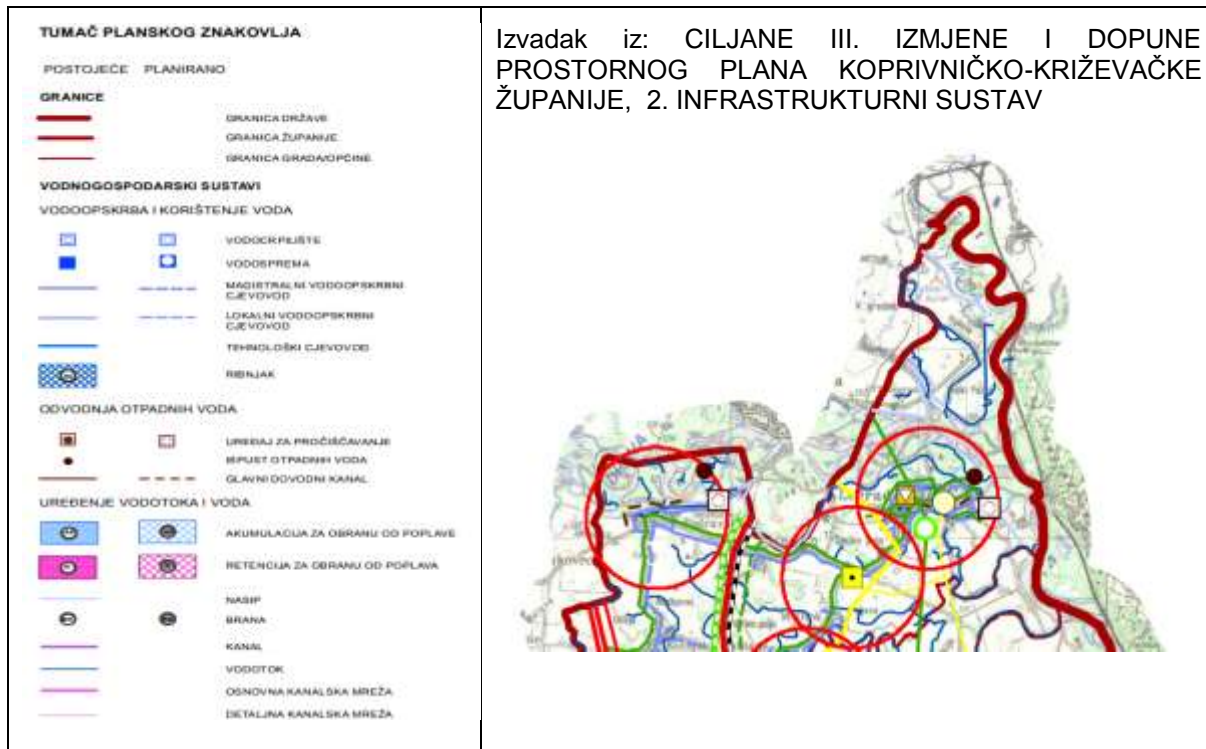 TUMAČ PLANSKOG ZNAKOVLJA
POSTOJEĆE PLANIRANO
GRANICE
GRANICA DRŽAVE
GRANICA ŽUPANIJE
GRANICA GRADA/OPĆINE
VODNOGOSPODARSKI SUSTAVI
VODOOPSKRBA I KORIŠTENJE VODA
VODOCRPILIŠTE
VODOSPREMA
MAGISTRALNI VODOOPSKRBNI
CJEVOVOD
LOKALNI VODOOPSKRBNI
CJEVOVOD
TEHNOLOŠKI CJEVOVOD
RIBNJAK
ODVODNJA OTPADNIH VODA
UREĐAJ ZA PROČIŠĆAVANJE
ISPUST OTPADNIH VODA
GLAVNI ODVODNI KANAL
UREĐENJE VODOTOKA I VODA
AKUMULACIJA ZA OBRANU OD POPLAVE
RETENCIJA ZA OBRANU OD POPLAVA
NASIP
BRANA
KANAL
VODOTOK
OSNOVNA KANALSKA MREŽA
DETALJNA KANALSKA MREŽA
Izvadak iz: CILJANE III. IZMJENE I DOPUNE
PROSTORNOG PLANA KOPRIVNIČKO-KRIŽEVAČKE
ŽUPANIJE, 2. INFRASTRUKTURNI SUSTAV